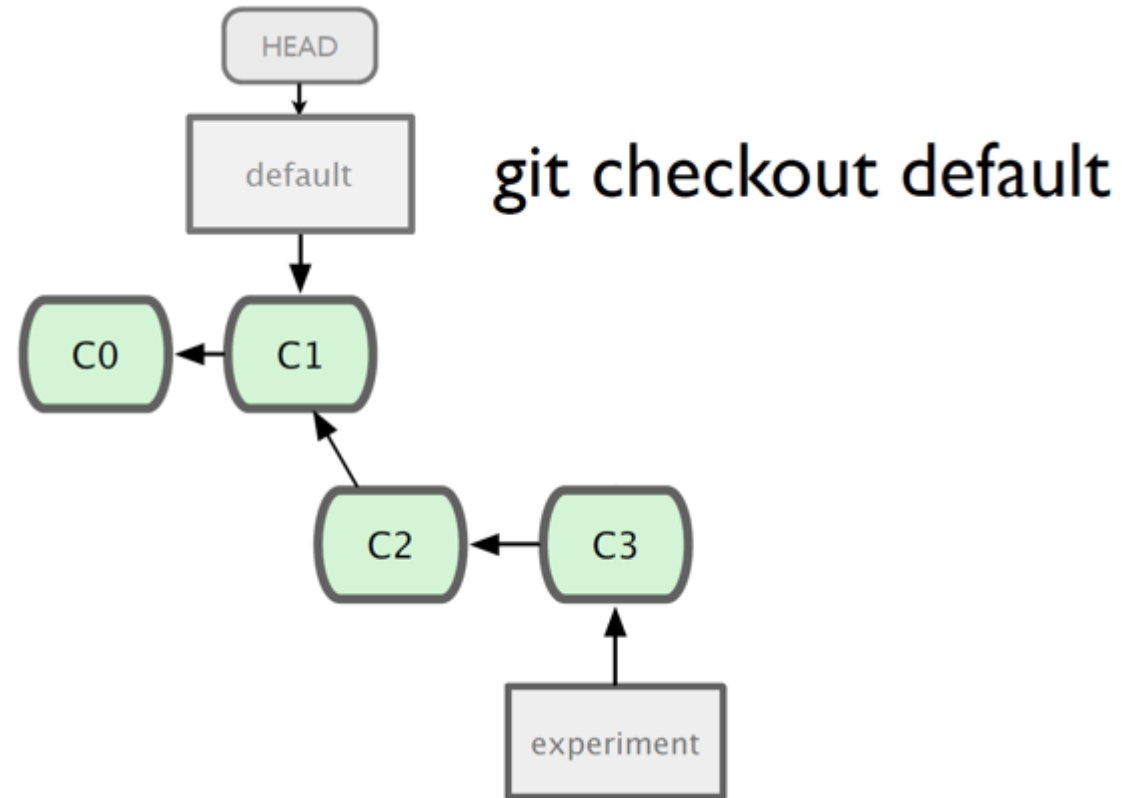 HEAD
default
git checkout default
C0
C1
C2
C3
experiment